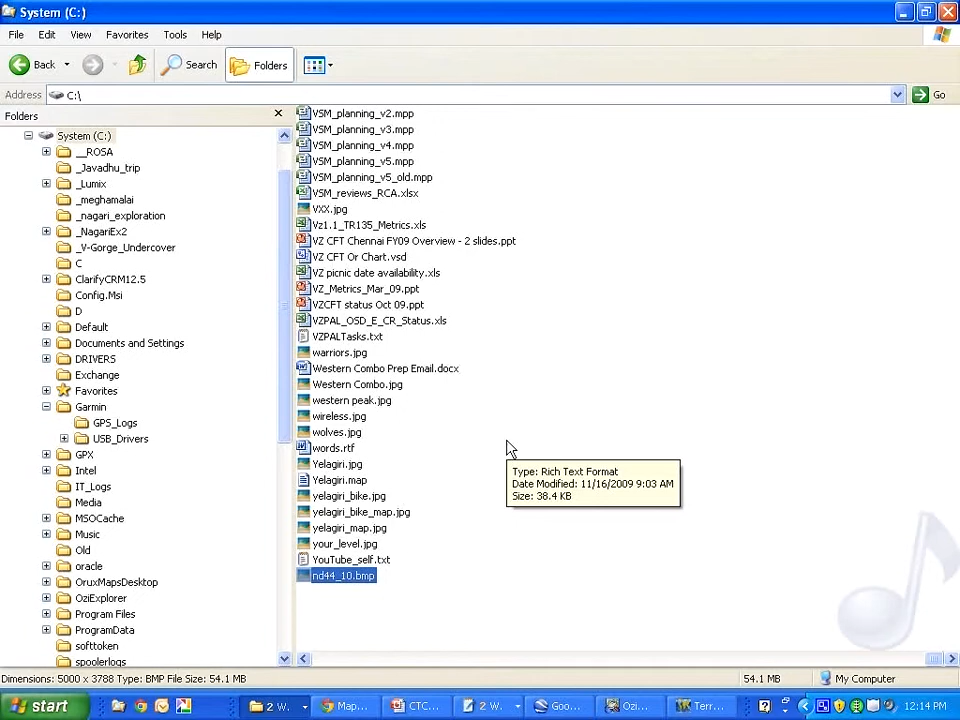 System (C:)
File Edit View Favorites Tools Help
Back Search Folders
Address C:\ Go
Folders
System (C:)
__ROSA
_Javadhu_trip
_Lumix
_meghamalai
_nagari_exploration
_NagariEx2
_V-Gorge_Undercover
C
ClarifyCRM12.5
Config.Msi
D
Default
Documents and Settings
DRIVERS
Exchange
Favorites
Garmin
GPS_Logs
USB_Drivers
GPX
Intel
IT_Logs
Media
MSOCache
Music
Old
oracle
OruxMapsDesktop
OziExplorer
Program Files
ProgramData
softtoken
spoolerlogs
VSM_planning_v2.mpp
VSM_planning_v3.mpp
VSM_planning_v4.mpp
VSM_planning_v5.mpp
VSM_planning_v5_old.mpp
VSM_reviews_RCA.xlsx
VXX.jpg
Vz1.1_TR135_Metrics.xls
VZ CFT Chennai FY09 Overview - 2 slides.ppt
VZ CFT Or Chart.vsd
VZ picnic date availability.xls
VZ_Metrics_Mar_09.ppt
VZCFT status Oct 09.ppt
VZPAL_OSD_E_CR_Status.xls
VZPALTasks.txt
warriors.jpg
Western Combo Prep Email.docx
Western Combo.jpg
western peak.jpg
wireless.jpg
wolves.jpg
words.rtf
Yelagiri.jpg
Yelagiri.map
yelagiri_bike.jpg
yelagiri_bike_map.jpg
yelagiri_map.jpg
your_level.jpg
YouTube_self.txt
nd44_10.bmp
Type: Rich Text Format
Date Modified: 11/16/2009 9:03 AM
Size: 38.4 KB
Dimensions: 5000 x 3788 Type: BMP File Size: 54.1 MB 54.1 MB My Computer
start 2 W. Map... CTC... 2 W. Goo... Ozi... Terr... 12:14 PM